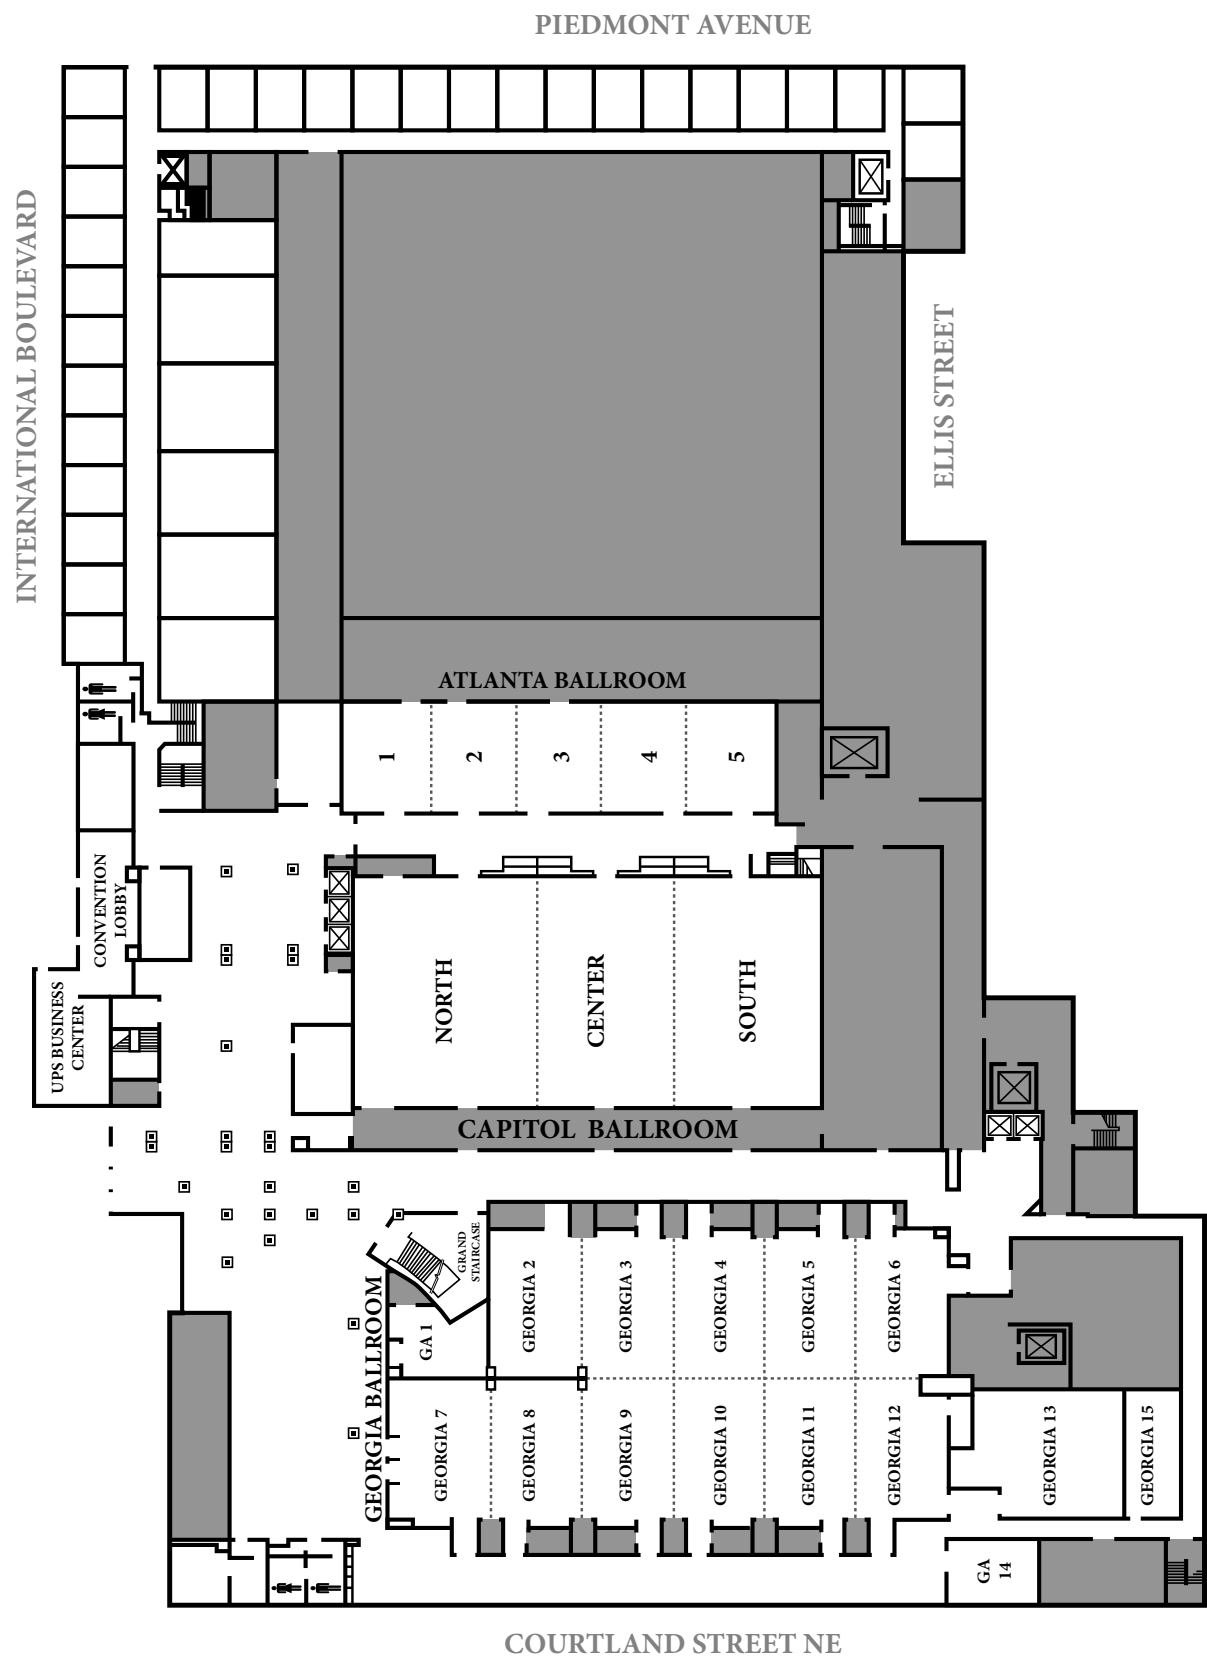 PIEDMONT AVENUE
INTERNATIONAL BOULEVARD
ELLIS STREET
ATLANTA BALLROOM
1
2
3
4
5
CONVENTION
LOBBY
UPS BUSINESS
CENTER
NORTH
CENTER
SOUTH
CAPITOL BALLROOM
GRAND
STAIRCASE
GEORGIA BALLROOM
GA 1
GEORGIA 2
GEORGIA 3
GEORGIA 4
GEORGIA 5
GEORGIA 6
GEORGIA 7
GEORGIA 8
GEORGIA 9
GEORGIA 10
GEORGIA 11
GEORGIA 12
GEORGIA 13
GEORGIA 15
GA
14
COURTLAND STREET NE